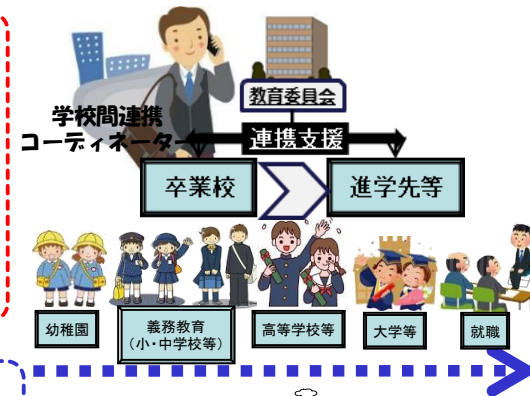 教育委員会
学校間連携
コーディネーター
連携支援
卒業校
進学先等
幼稚園
義務教育
(小・中学校等)
高等学校等
大学等
就職